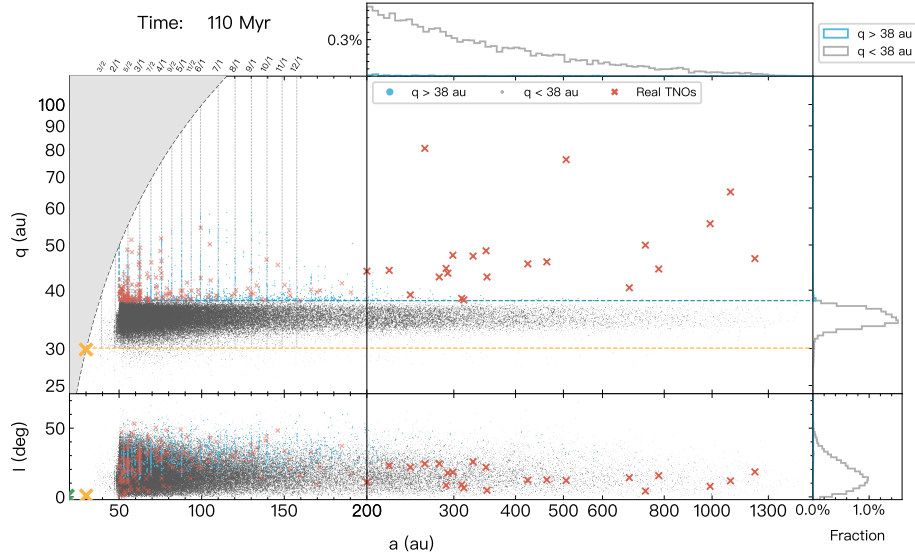 Time: 110 Myr
0.3%
q > 38 au
q < 38 au
3/2 2/1 5/2 3/1 7/2 4/1 9/2 5/1 11/2 6/1 7/1 8/1 9/1 10/1 11/1 12/1
q > 38 au q < 38 au Real TNOs
100
90
80
70
60
50
40
30
25
q (au)
50
0
I (deg)
50 100 150 200 200 300 400 500 600 1000 1300 0.0% 1.0%
a (au)
Fraction